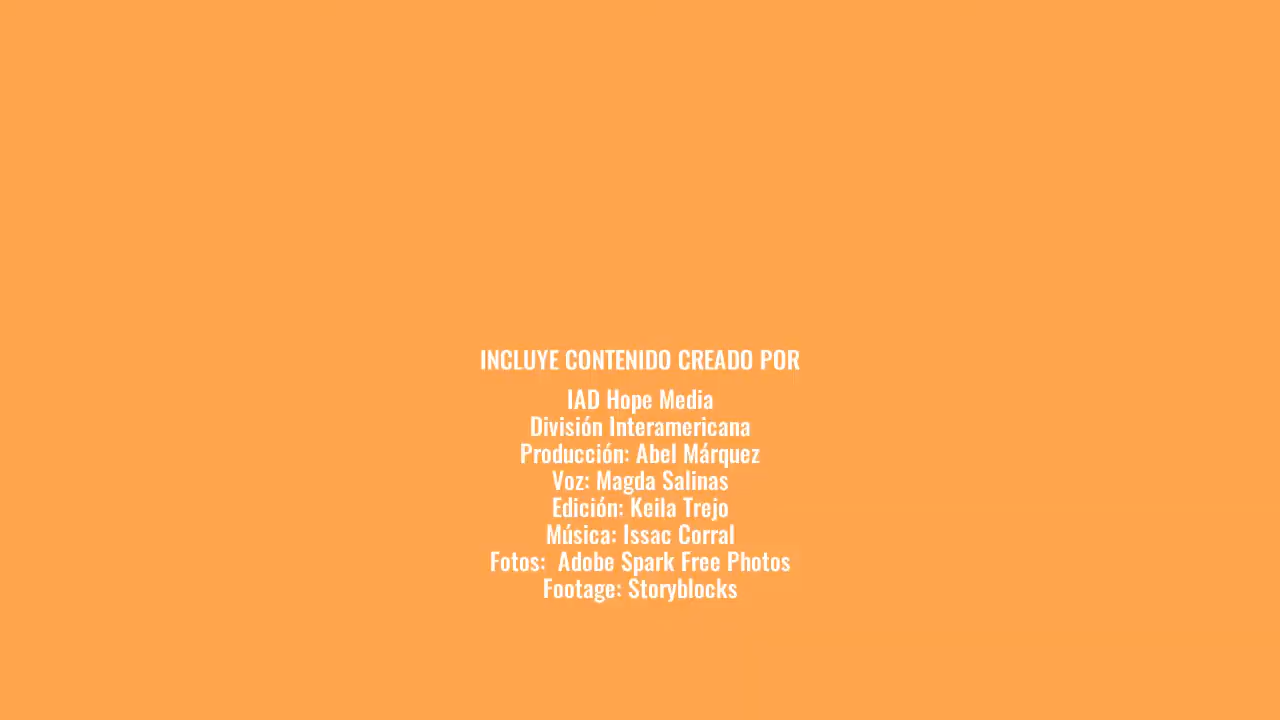 INCLUYE CONTENIDO CREADO POR
IAD Hope Media
División Interamericana
Producción: Abel Márquez
Voz: Magda Salinas
Edición: Keila Trejo
Música: Issac Corral
Fotos:  Adobe Spark Free Photos
Footage: Storyblocks